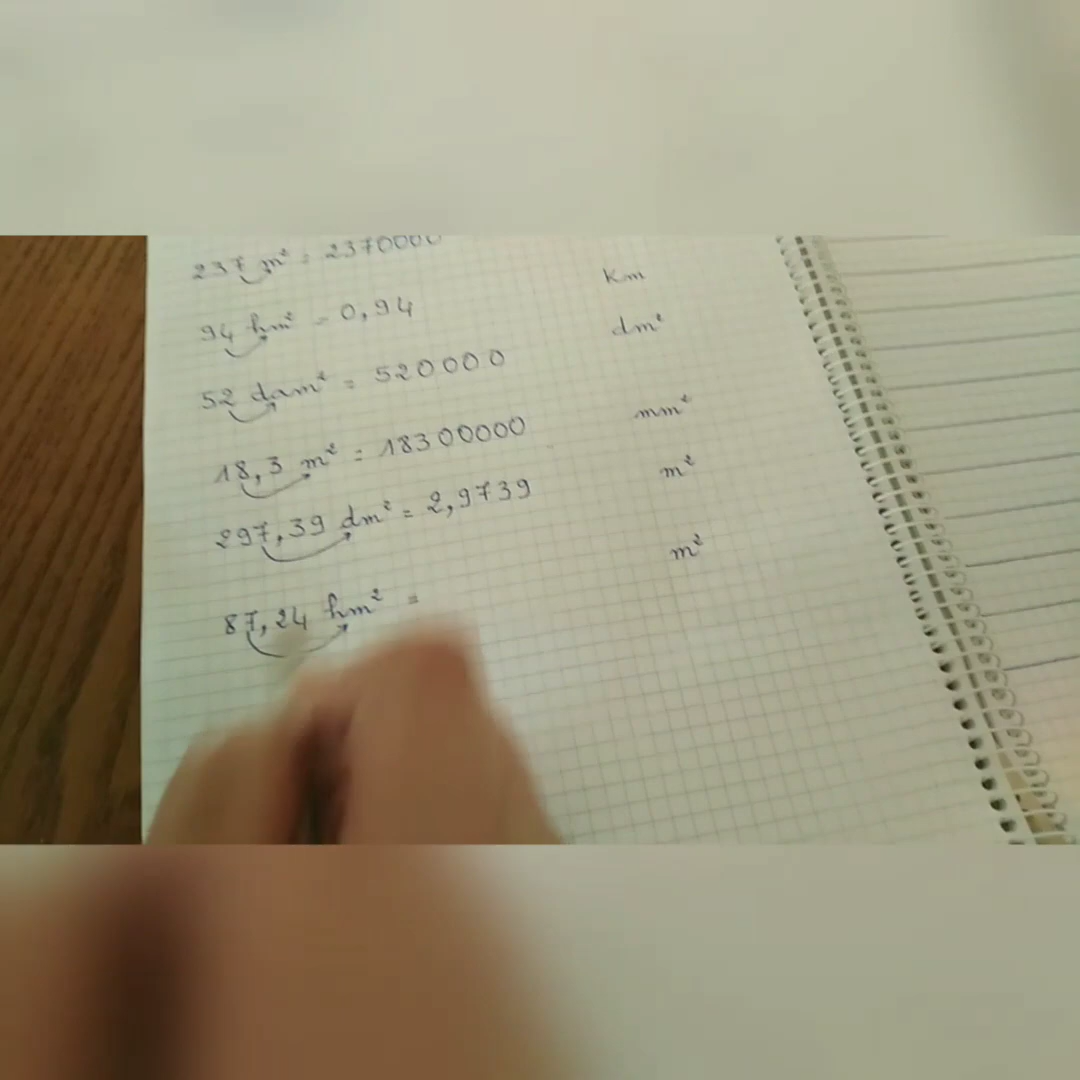 237 m² = 2370000
94 hm² = 0,94 Km
52 dam² = 520000 dm²
18,3 m² = 18300000 mm²
297,39 dm² = 2,9739 m²
87,24 hm² = m²